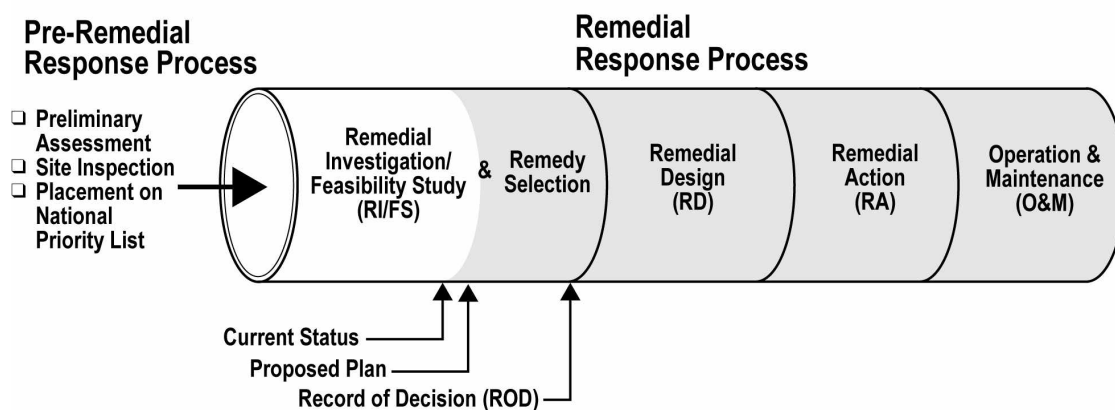 Pre-Remedial
Response Process
❑ Preliminary
Assessment
❑ Site Inspection
❑ Placement on
National
Priority List
Remedial
Response Process
Remedial
Investigation/
Feasibility Study
(RI/FS)
&
Remedy
Selection
Remedial
Design
(RD)
Remedial
Action
(RA)
Operation &
Maintenance
(O&M)
Current Status
Proposed Plan
Record of Decision (ROD)